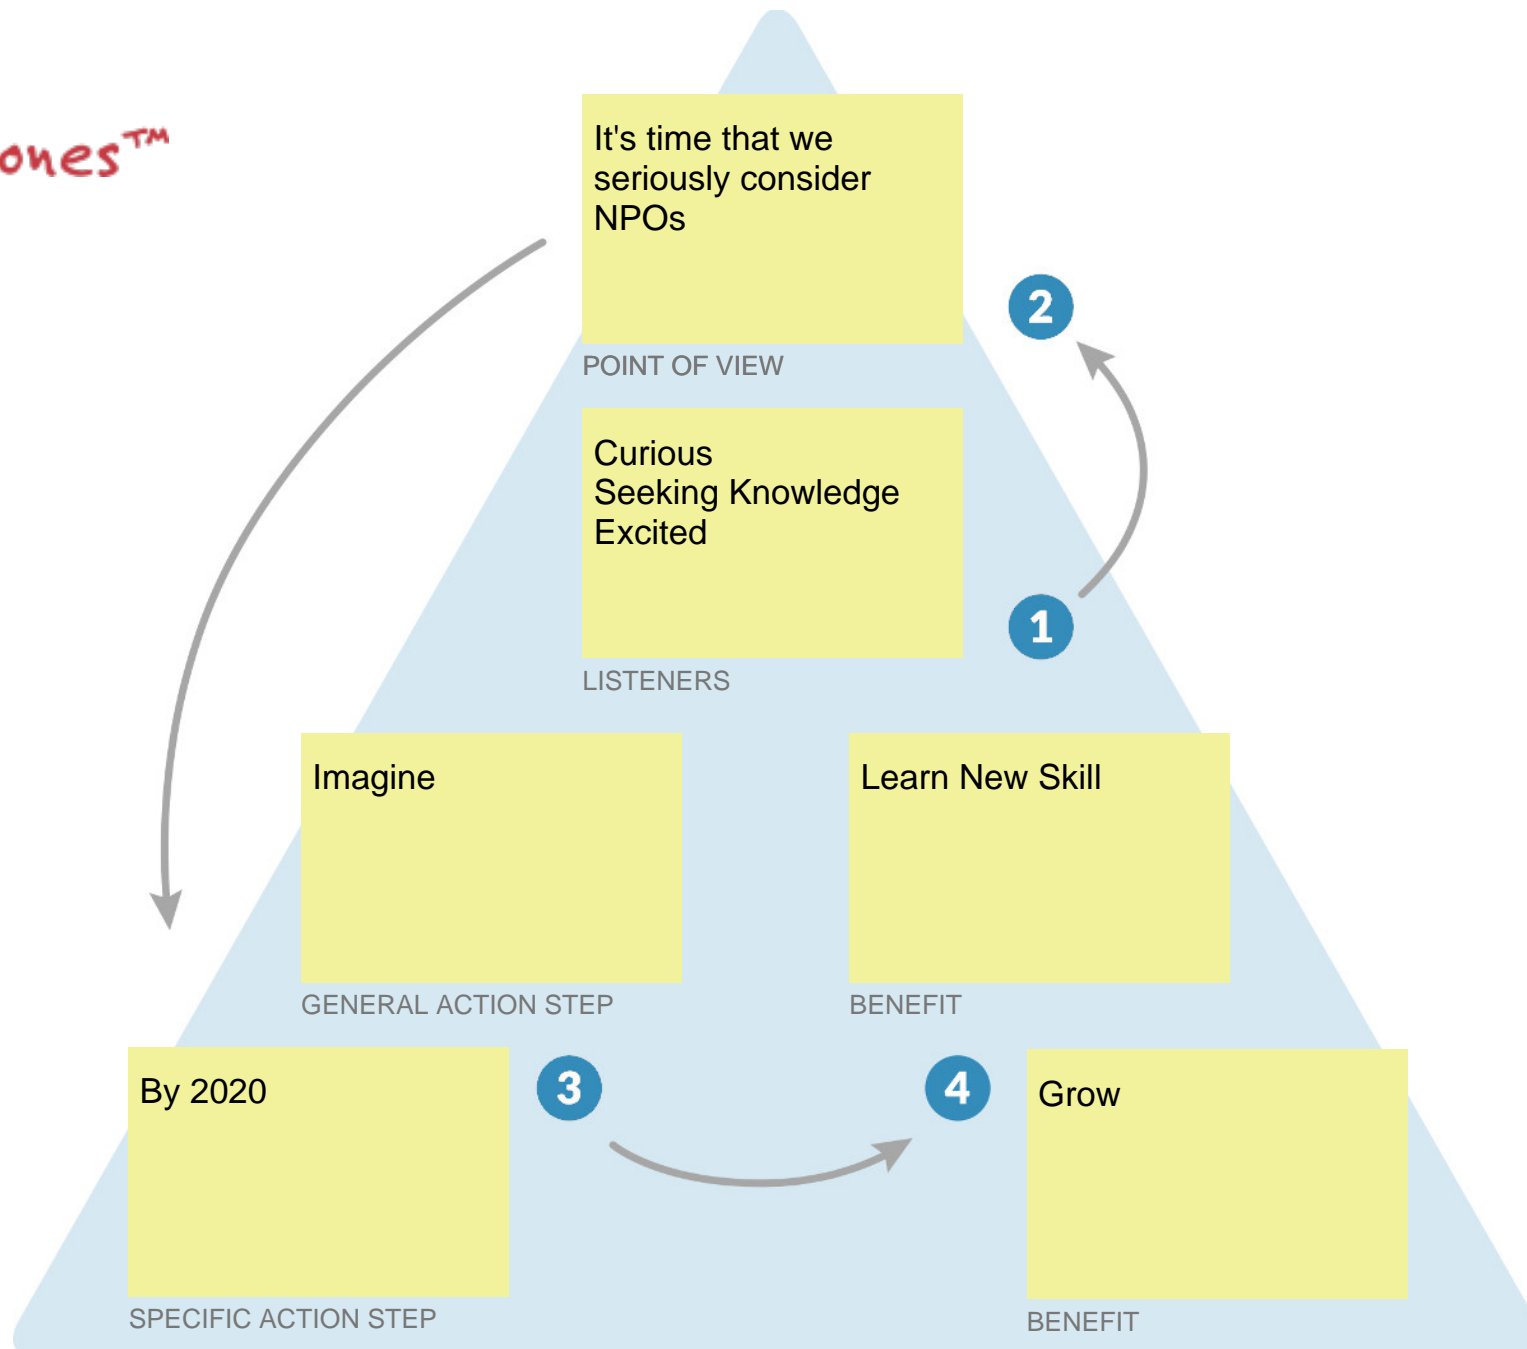 It's time that we
seriously consider
NPOs
2
POINT OF VIEW
Curious
Seeking Knowledge
Excited
1
LISTENERS
Imagine
Learn New Skill
GENERAL ACTION STEP
BENEFIT
By 2020
3
4
Grow
SPECIFIC ACTION STEP
BENEFIT